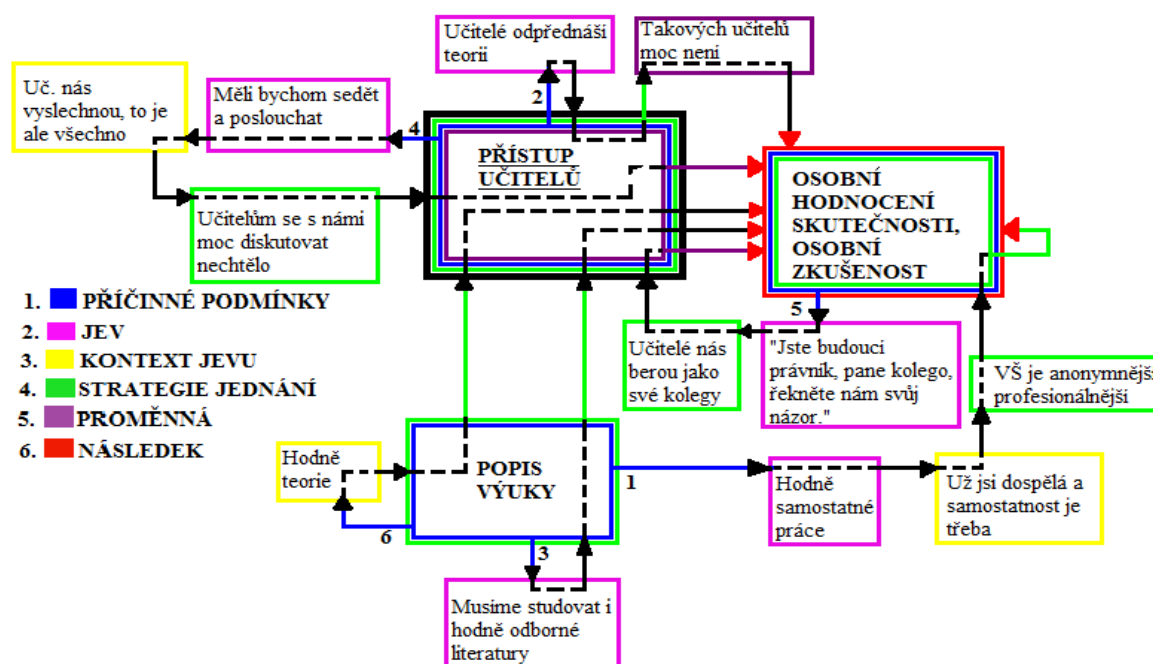 Učitelé odpřednáší
teorii
Takových učitelů
moc není
Uč. nás
vyslechnou, to je
ale všechno
Měli bychom sedět
a poslouchat
2
4
PŘÍSTUP
UČITELŮ
OSOBNÍ
HODNOCENÍ
SKUTEČNOSTI,
OSOBNÍ
ZKUŠENOST
Učitelům se s námi
moc diskutovat
nechtělo
1. PŘÍČINNÉ PODMÍNKY
2. JEV
3. KONTEXT JEVU
4. STRATEGIE JEDNÁNÍ
5. PROMĚNNÁ
6. NÁSLEDEK
5
Učitelé nás
berou jako
své kolegy
"Jste budoucí
právník, pane kolego,
řekněte nám svůj
názor."
VŠ je anonymnější
profesionálnější
Hodně
teorie
POPIS
VÝUKY
1
6
3
Hodně
samostatné
práce
Už jsi dospělá a
samostatnost je
třeba
Musíme studovat i
hodně odborné
literatury